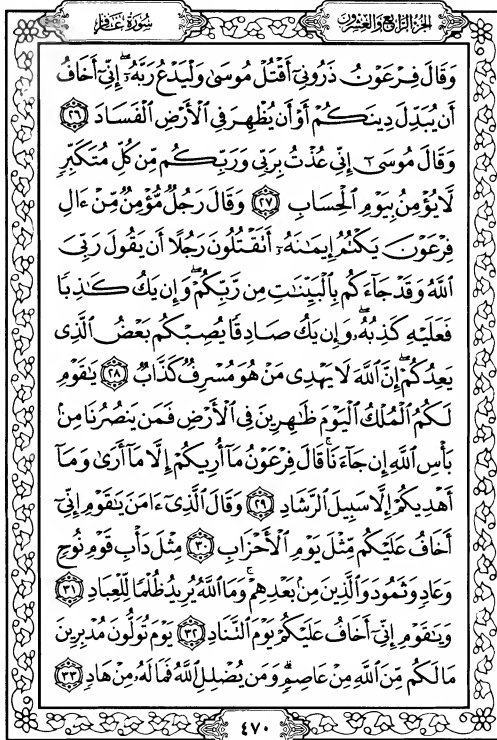 الجزء الرابع والعشرون
سورة غافر
وَقَالَ فِرْعَوْنُ ذَرُونِىٓ أَقْتُلْ مُوسَىٰ وَلْيَدْعُ رَبَّهُۥٓ ۖ إِنِّىٓ أَخَافُ
أَن يُبَدِّلَ دِينَكُمْ أَوْ أَن يُظْهِرَ فِى ٱلْأَرْضِ ٱلْفَسَادَ ۝٢٦
وَقَالَ مُوسَىٰٓ إِنِّى عُذْتُ بِرَبِّى وَرَبِّكُم مِّن كُلِّ مُتَكَبِّرٍ
لَّا يُؤْمِنُ بِيَوْمِ ٱلْحِسَابِ ۝٢٧ وَقَالَ رَجُلٌ مُّؤْمِنٌ مِّنْ ءَالِ
فِرْعَوْنَ يَكْتُمُ إِيمَٰنَهُۥٓ أَتَقْتُلُونَ رَجُلًا أَن يَقُولَ رَبِّىَ
ٱللَّهُ وَقَدْ جَآءَكُم بِٱلْبَيِّنَٰتِ مِن رَّبِّكُمْ ۖ وَإِن يَكُ كَٰذِبًا
فَعَلَيْهِ كَذِبُهُۥ ۖ وَإِن يَكُ صَادِقًا يُصِبْكُم بَعْضُ ٱلَّذِى
يَعِدُكُمْ ۖ إِنَّ ٱللَّهَ لَا يَهْدِى مَنْ هُوَ مُسْرِفٌ كَذَّابٌ ۝٢٨ يَٰقَوْمِ
لَكُمُ ٱلْمُلْكُ ٱلْيَوْمَ ظَٰهِرِينَ فِى ٱلْأَرْضِ فَمَن يَنصُرُنَا مِنۢ
بَأْسِ ٱللَّهِ إِن جَآءَنَا ۚ قَالَ فِرْعَوْنُ مَآ أُرِيكُمْ إِلَّا مَآ أَرَىٰ وَمَآ
أَهْدِيكُمْ إِلَّا سَبِيلَ ٱلرَّشَادِ ۝٢٩ وَقَالَ ٱلَّذِىٓ ءَامَنَ يَٰقَوْمِ إِنِّىٓ
أَخَافُ عَلَيْكُم مِّثْلَ يَوْمِ ٱلْأَحْزَابِ ۝٣٠ مِثْلَ دَأْبِ قَوْمِ نُوحٍ
وَعَادٍ وَثَمُودَ وَٱلَّذِينَ مِنۢ بَعْدِهِمْ ۚ وَمَا ٱللَّهُ يُرِيدُ ظُلْمًا لِّلْعِبَادِ ۝٣١
وَيَٰقَوْمِ إِنِّىٓ أَخَافُ عَلَيْكُمْ يَوْمَ ٱلتَّنَادِ ۝٣٢ يَوْمَ تُوَلُّونَ مُدْبِرِينَ
مَا لَكُم مِّنَ ٱللَّهِ مِنْ عَاصِمٍ ۗ وَمَن يُضْلِلِ ٱللَّهُ فَمَا لَهُۥ مِنْ هَادٍ ۝٣٣
٤٧٠